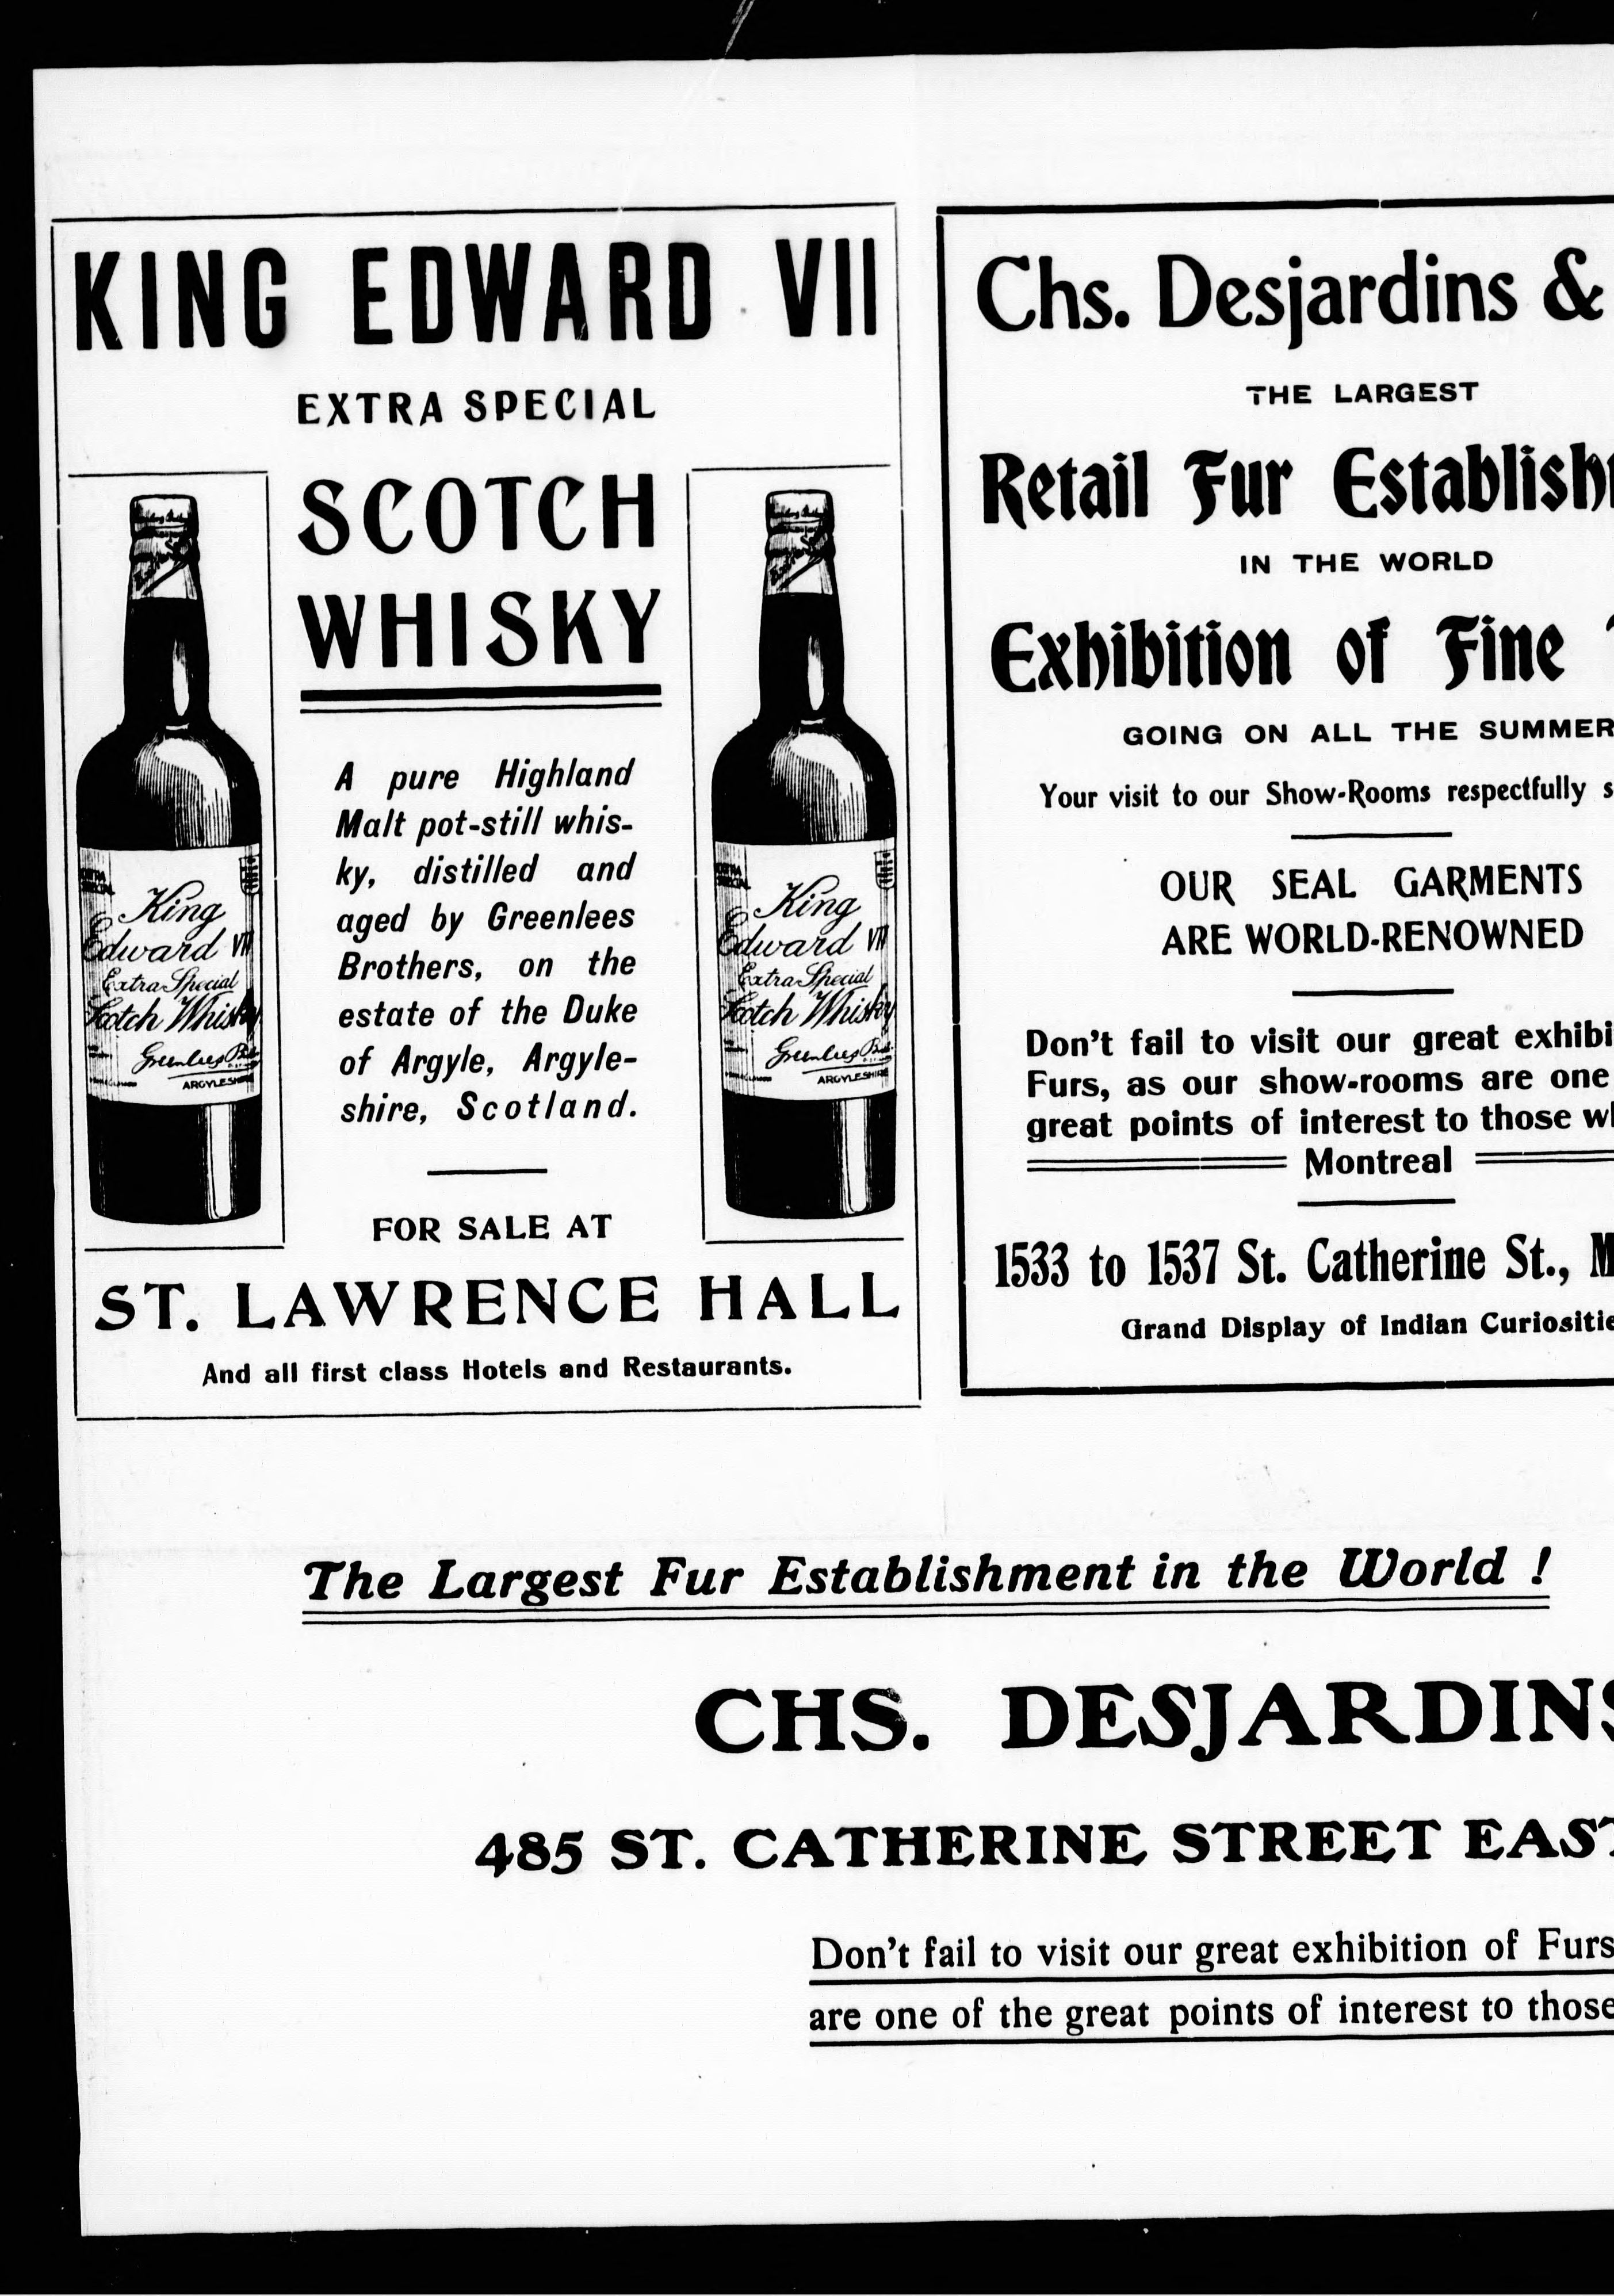 KING EDWARD VII
EXTRA SPECIAL
SCOTCH
WHISKY
A pure Highland
Malt pot-still whis-
ky, distilled and
aged by Greenlees
Brothers, on the
estate of the Duke
of Argyle, Argyle-
shire, Scotland.
FOR SALE AT
ST. LAWRENCE HALL
And all first class Hotels and Restaurants.
King
Edward VII
Extra Special
Scotch Whisky
Greenlees Bros
ARGYLESHIRE
King
Edward VII
Extra Special
Scotch Whisky
Greenlees Bros
ARGYLESHIRE
Chs. Desjardins &
THE LARGEST
Retail Fur Establish
IN THE WORLD
Exhibition of Fine
GOING ON ALL THE SUMMER
Your visit to our Show-Rooms respectfully s
OUR SEAL GARMENTS
ARE WORLD-RENOWNED
Don't fail to visit our great exhibi
Furs, as our show-rooms are one
great points of interest to those wh
Montreal
1533 to 1537 St. Catherine St., M
Grand Display of Indian Curiositie
The Largest Fur Establishment in the World !
CHS. DESJARDINS
485 ST. CATHERINE STREET EAST
Don't fail to visit our great exhibition of Furs
are one of the great points of interest to those